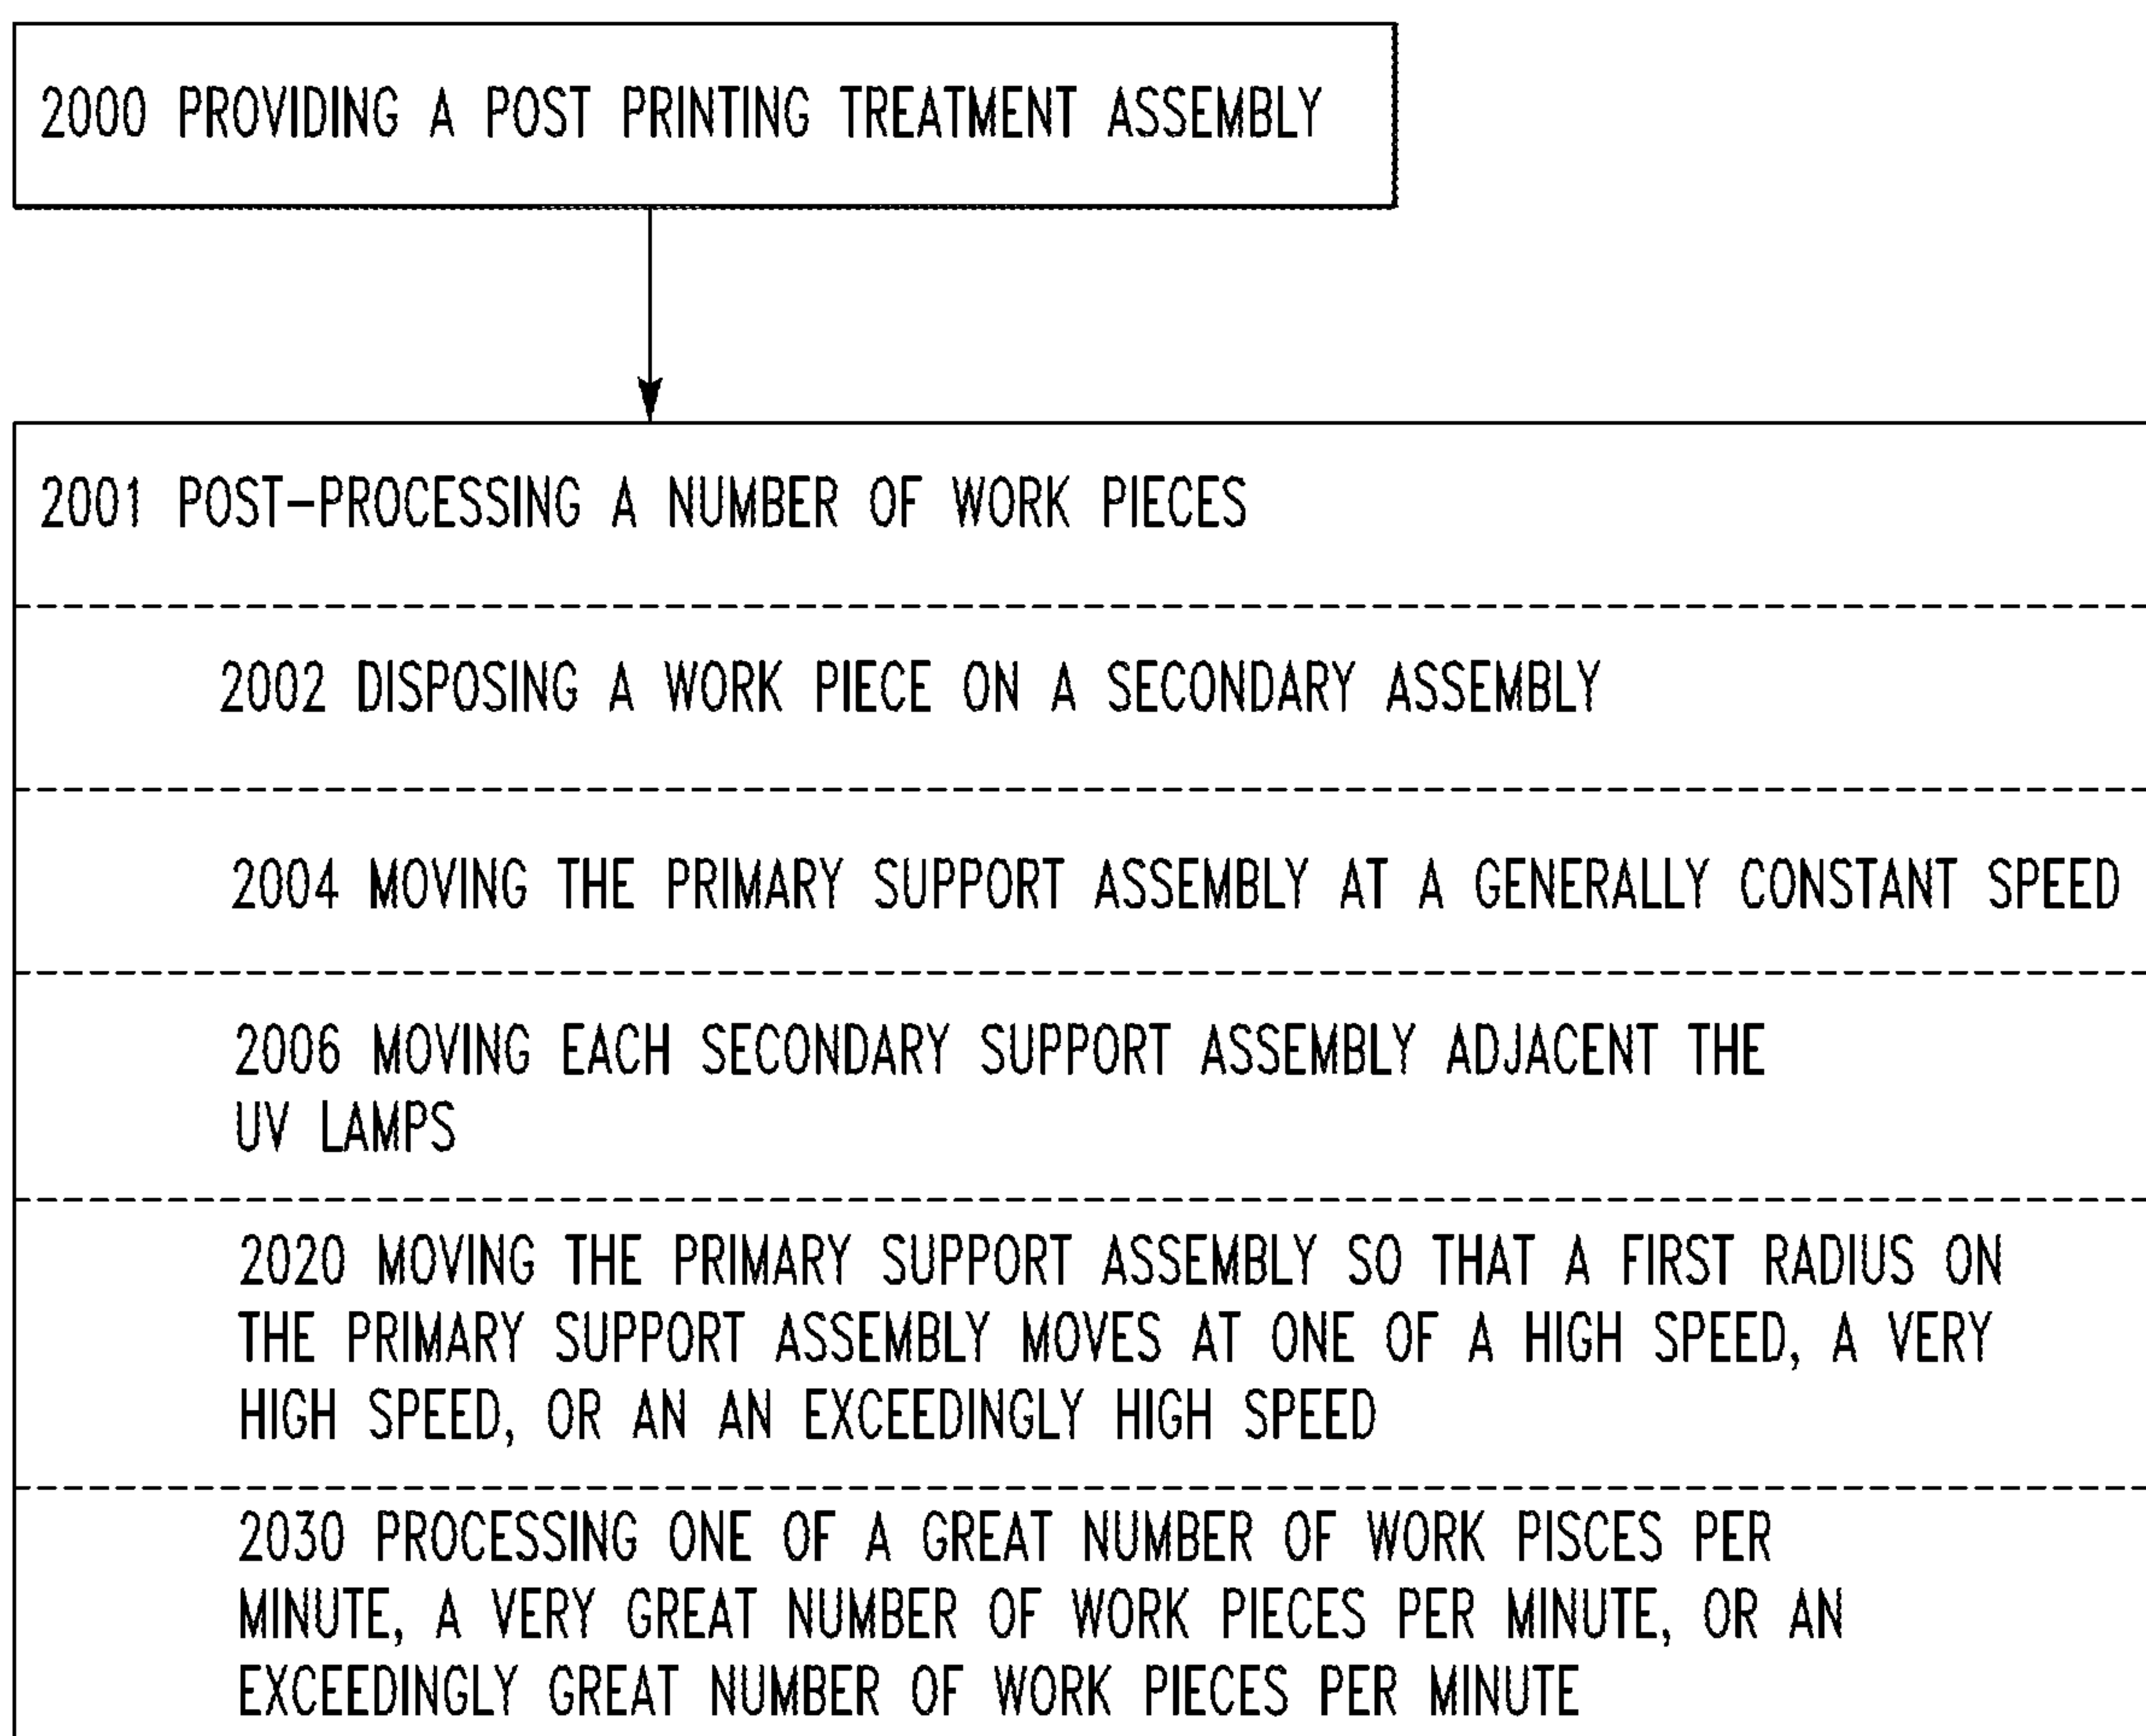 2000 PROVIDING A POST PRINTING TREATMENT ASSEMBLY
2001 POST-PROCESSING A NUMBER OF WORK PIECES
2002 DISPOSING A WORK PIECE ON A SECONDARY ASSEMBLY
2004 MOVING THE PRIMARY SUPPORT ASSEMBLY AT A GENERALLY CONSTANT SPEED
2006 MOVING EACH SECONDARY SUPPORT ASSEMBLY ADJACENT THE
UV LAMPS
2020 MOVING THE PRIMARY SUPPORT ASSEMBLY SO THAT A FIRST RADIUS ON
THE PRIMARY SUPPORT ASSEMBLY MOVES AT ONE OF A HIGH SPEED, A VERY
HIGH SPEED, OR AN AN EXCEEDINGLY HIGH SPEED
2030 PROCESSING ONE OF A GREAT NUMBER OF WORK PISCES PER
MINUTE, A VERY GREAT NUMBER OF WORK PIECES PER MINUTE, OR AN
EXCEEDINGLY GREAT NUMBER OF WORK PIECES PER MINUTE